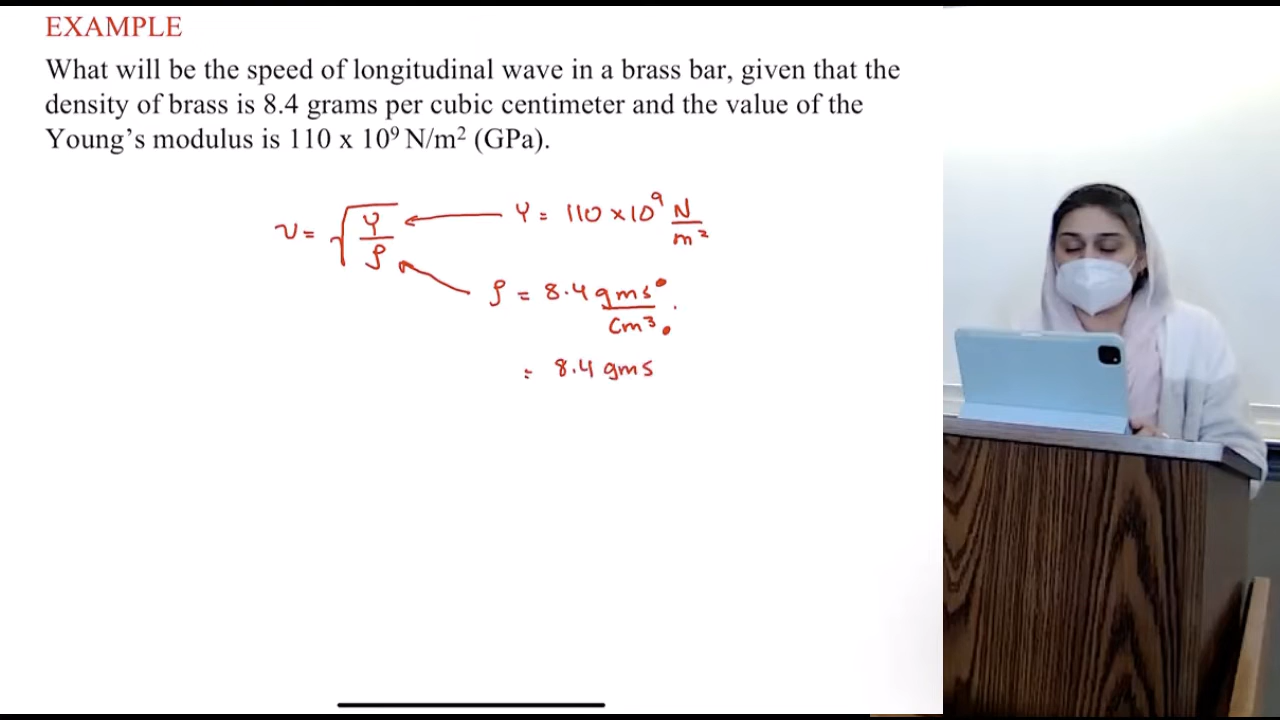 EXAMPLE
What will be the speed of longitudinal wave in a brass bar, given that the
density of brass is 8.4 grams per cubic centimeter and the value of the
Young’s modulus is 110 x 10⁹ N/m² (GPa).
v = √(Y/ρ) ← Y = 110 × 10⁹ N/m²
ρ = 8.4 gms/cm³
= 8.4 gms